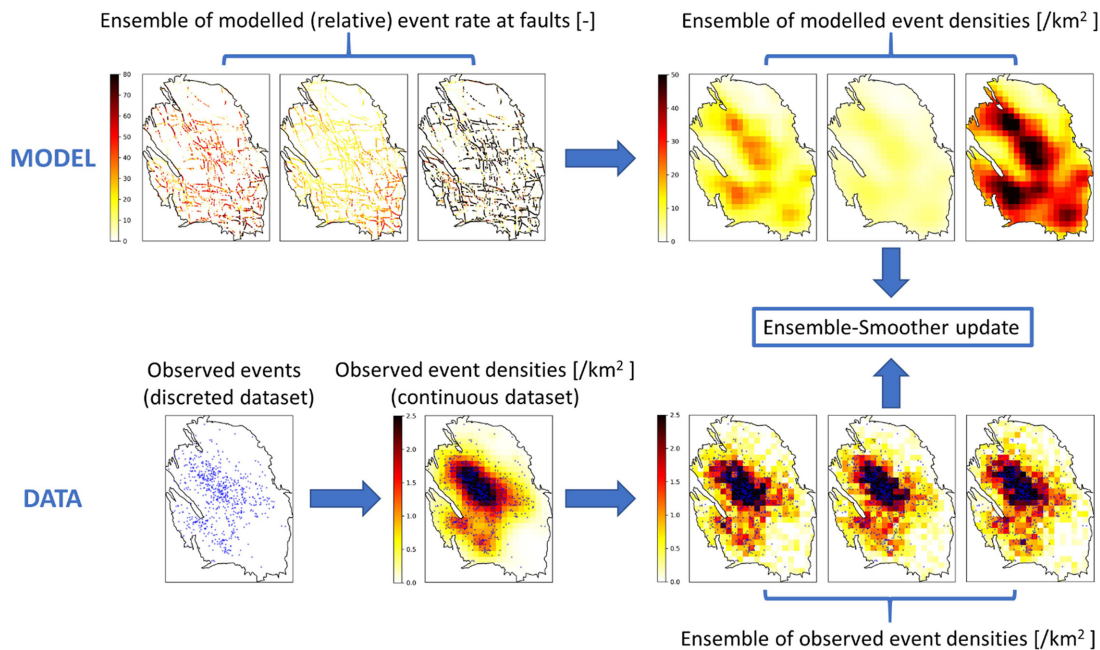 Ensemble of modelled (relative) event rate at faults [-]
Ensemble of modelled event densities [/km² ]
80
70
60
50
40
30
20
10
0
50
40
30
20
10
0
MODEL
Ensemble-Smoother update
Observed events
(discreted dataset)
Observed event densities [/km² ]
(continuous dataset)
2.5
2.0
1.5
1.0
0.5
0.0
2.5
2.0
1.5
1.0
0.5
0.0
DATA
Ensemble of observed event densities [/km² ]